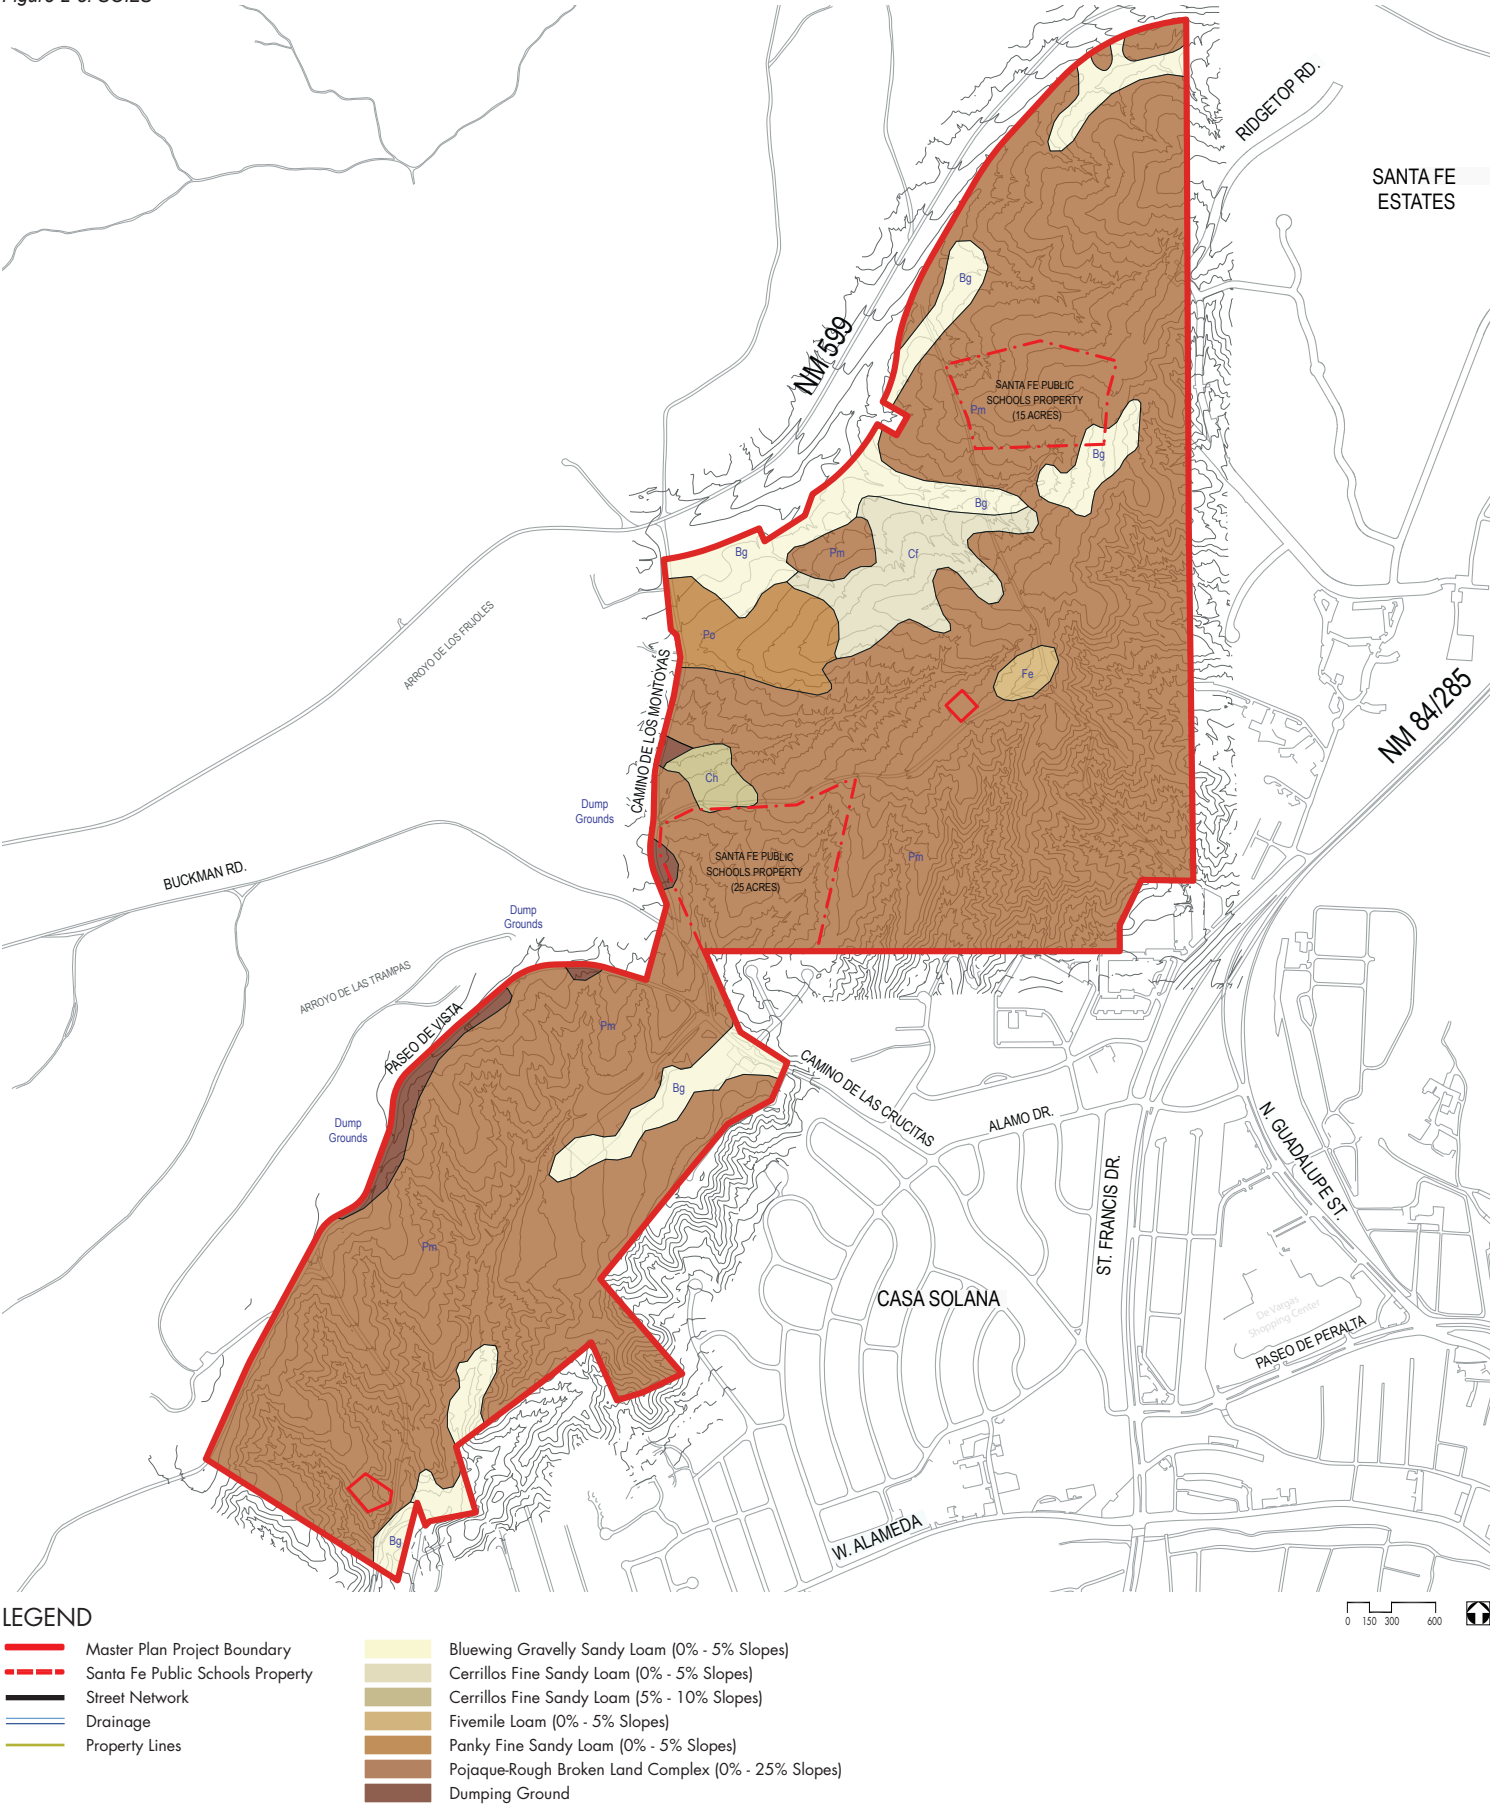 RIDGETOP RD.
SANTA FE
ESTATES
Bg
NM 599
SANTA FE PUBLIC
SCHOOLS PROPERTY
(15 ACRES)
Pm
Bg
Bg
Bg
Pm
Cf
ARROYO DE LOS FRIJOLES
Po
CAMINO DE LOS MONTOYAS
Fe
NM 84/285
Ch
Dump
Grounds
SANTA FE PUBLIC
SCHOOLS PROPERTY
(25 ACRES)
Pm
BUCKMAN RD.
Dump
Grounds
ARROYO DE LAS TRAMPAS
PASEO DE VISTA
Pm
Bg
CAMINO DE LAS CRUCITAS
ALAMO DR.
Dump
Grounds
N. GUADALUPE ST.
ST. FRANCIS DR.
Pm
CASA SOLANA
De Vargas
Shopping Center
PASEO DE PERALTA
Bg
W. ALAMEDA
LEGEND
Master Plan Project Boundary
Santa Fe Public Schools Property
Street Network
Drainage
Property Lines
Bluewing Gravelly Sandy Loam (0% - 5% Slopes)
Cerrillos Fine Sandy Loam (0% - 5% Slopes)
Cerrillos Fine Sandy Loam (5% - 10% Slopes)
Fivemile Loam (0% - 5% Slopes)
Panky Fine Sandy Loam (0% - 5% Slopes)
Pojaque-Rough Broken Land Complex (0% - 25% Slopes)
Dumping Ground
0 150 300 600